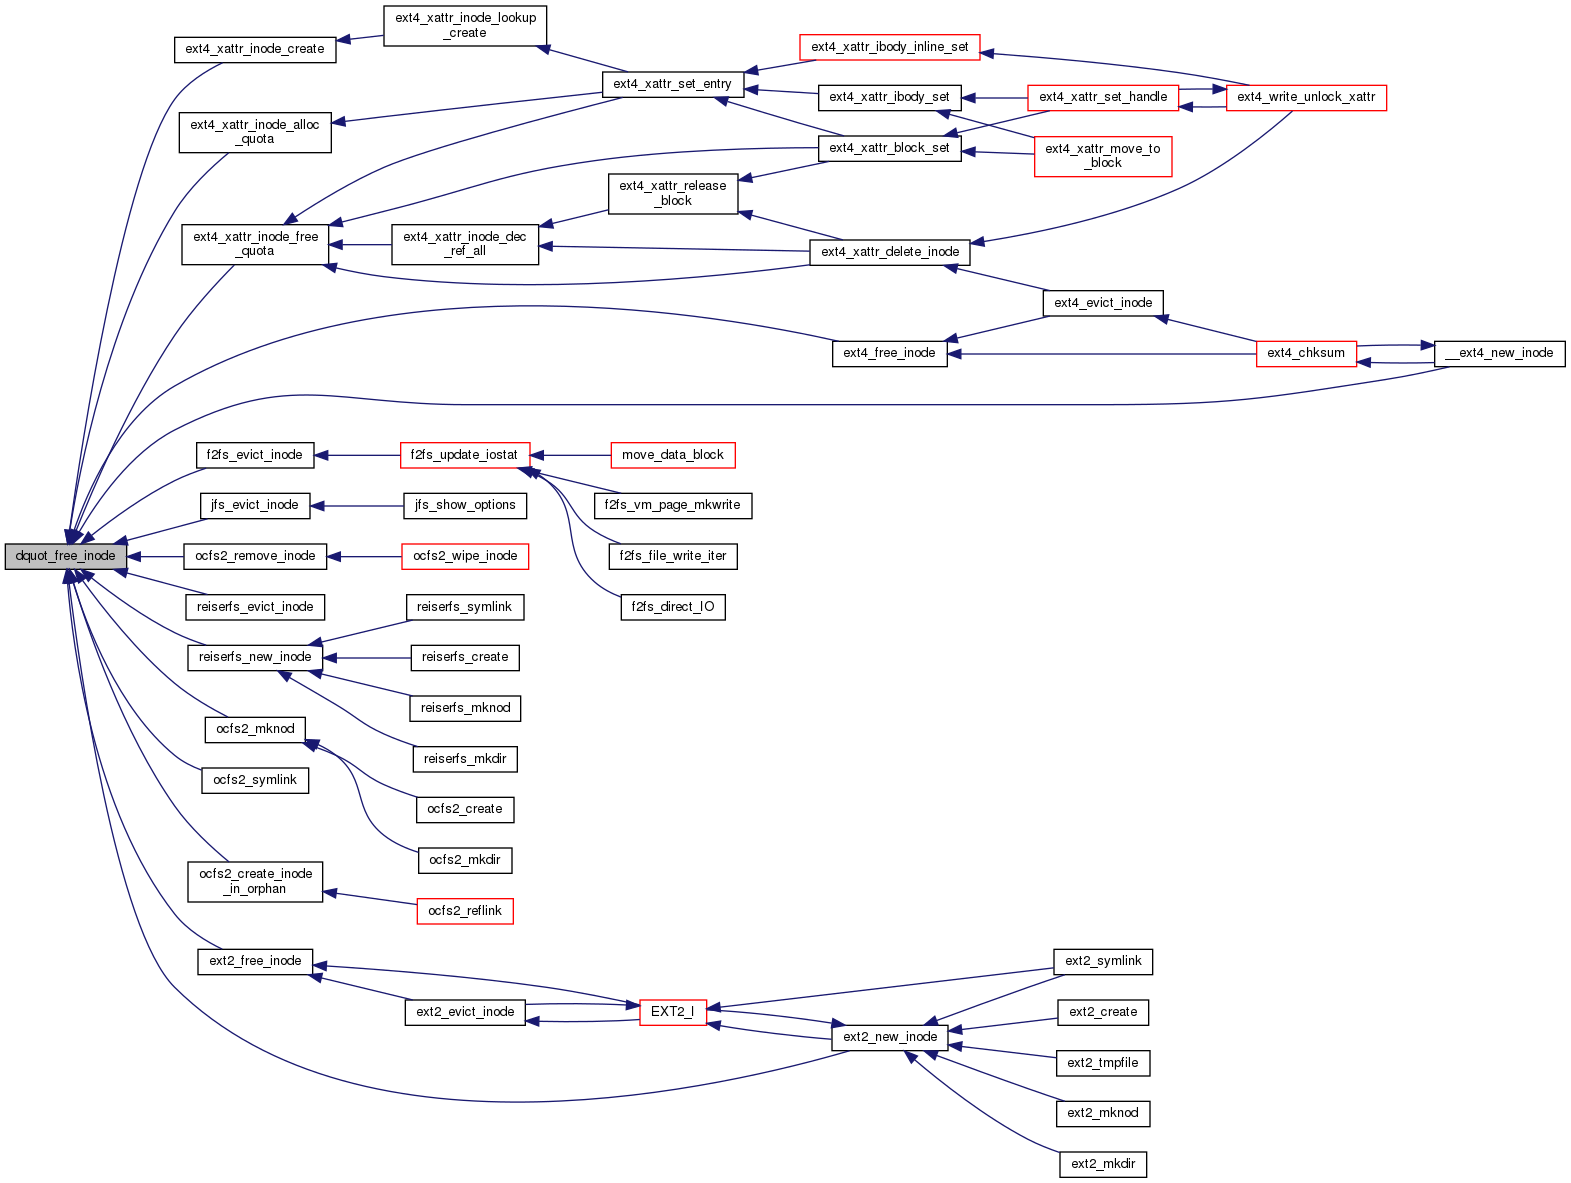 ext4_xattr_inode_lookup
_create
ext4_xattr_inode_create
ext4_xattr_ibody_inline_set
ext4_xattr_set_entry
ext4_xattr_ibody_set
ext4_xattr_set_handle
ext4_write_unlock_xattr
ext4_xattr_inode_alloc
_quota
ext4_xattr_block_set
ext4_xattr_move_to
_block
ext4_xattr_release
_block
ext4_xattr_inode_free
_quota
ext4_xattr_inode_dec
_ref_all
ext4_xattr_delete_inode
ext4_evict_inode
ext4_free_inode
ext4_chksum
__ext4_new_inode
f2fs_evict_inode
f2fs_update_iostat
move_data_block
jfs_evict_inode
jfs_show_options
f2fs_vm_page_mkwrite
dquot_free_inode
ocfs2_remove_inode
ocfs2_wipe_inode
f2fs_file_write_iter
reiserfs_evict_inode
reiserfs_symlink
f2fs_direct_IO
reiserfs_new_inode
reiserfs_create
reiserfs_mknod
ocfs2_mknod
reiserfs_mkdir
ocfs2_symlink
ocfs2_create
ocfs2_mkdir
ocfs2_create_inode
_in_orphan
ocfs2_reflink
ext2_free_inode
ext2_symlink
ext2_evict_inode
EXT2_I
ext2_create
ext2_new_inode
ext2_tmpfile
ext2_mknod
ext2_mkdir